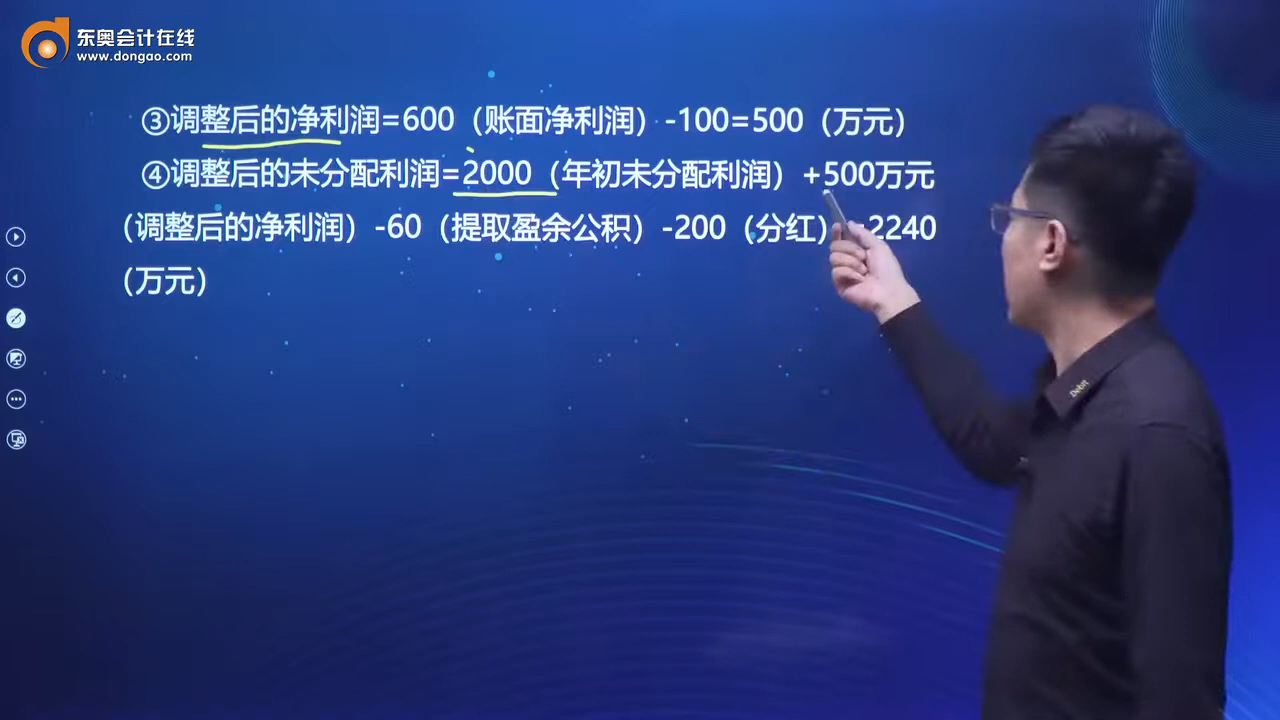 东奥会计在线
www.dongao.com
③调整后的净利润=600（账面净利润）-100=500（万元）
④调整后的未分配利润=2000（年初未分配利润）+500万元
（调整后的净利润）-60（提取盈余公积）-200（分红）=2240
（万元）
Debit